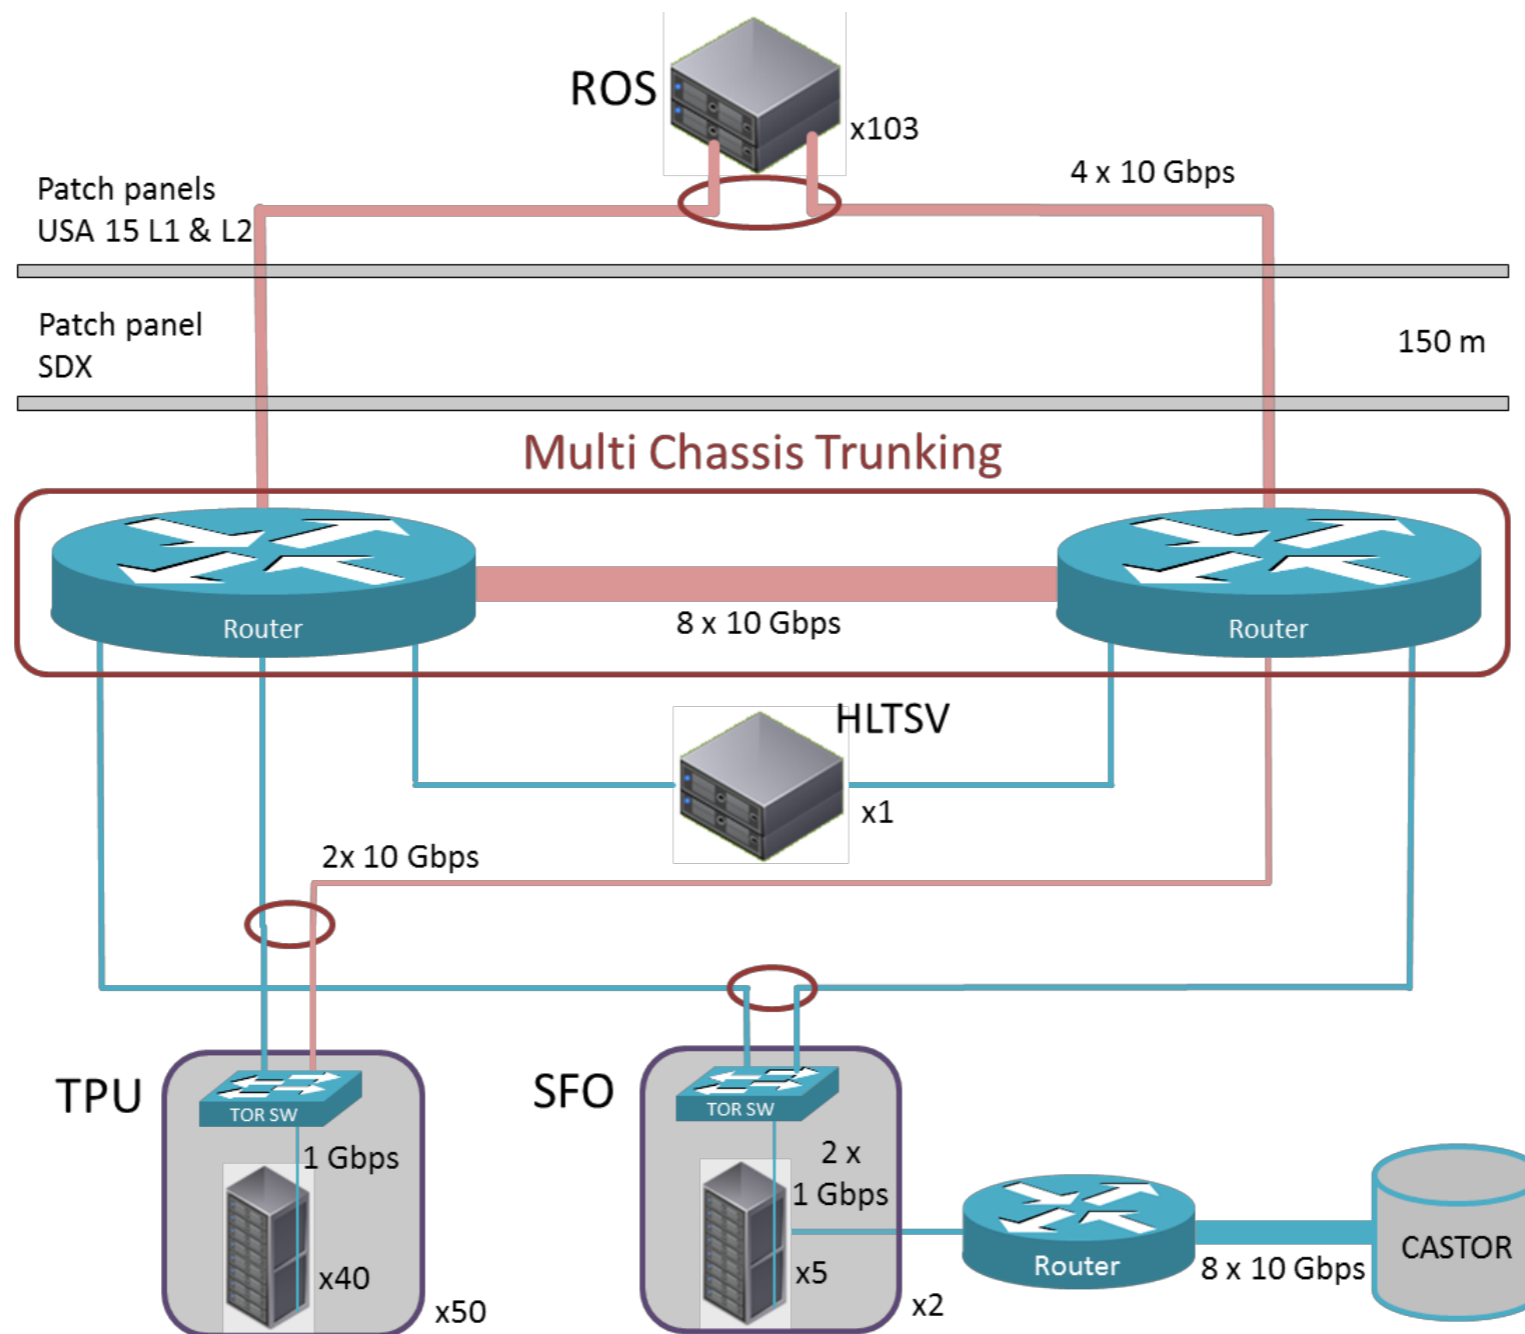 ROS
x103
4 x 10 Gbps
Patch panels
USA 15 L1 & L2
Patch panel
SDX
150 m
Multi Chassis Trunking
Router
8 x 10 Gbps
Router
HLTSV
x1
2x 10 Gbps
TPU
TOR SW
1 Gbps
x40
x50
SFO
TOR SW
2 x
1 Gbps
x5
x2
Router
8 x 10 Gbps
CASTOR